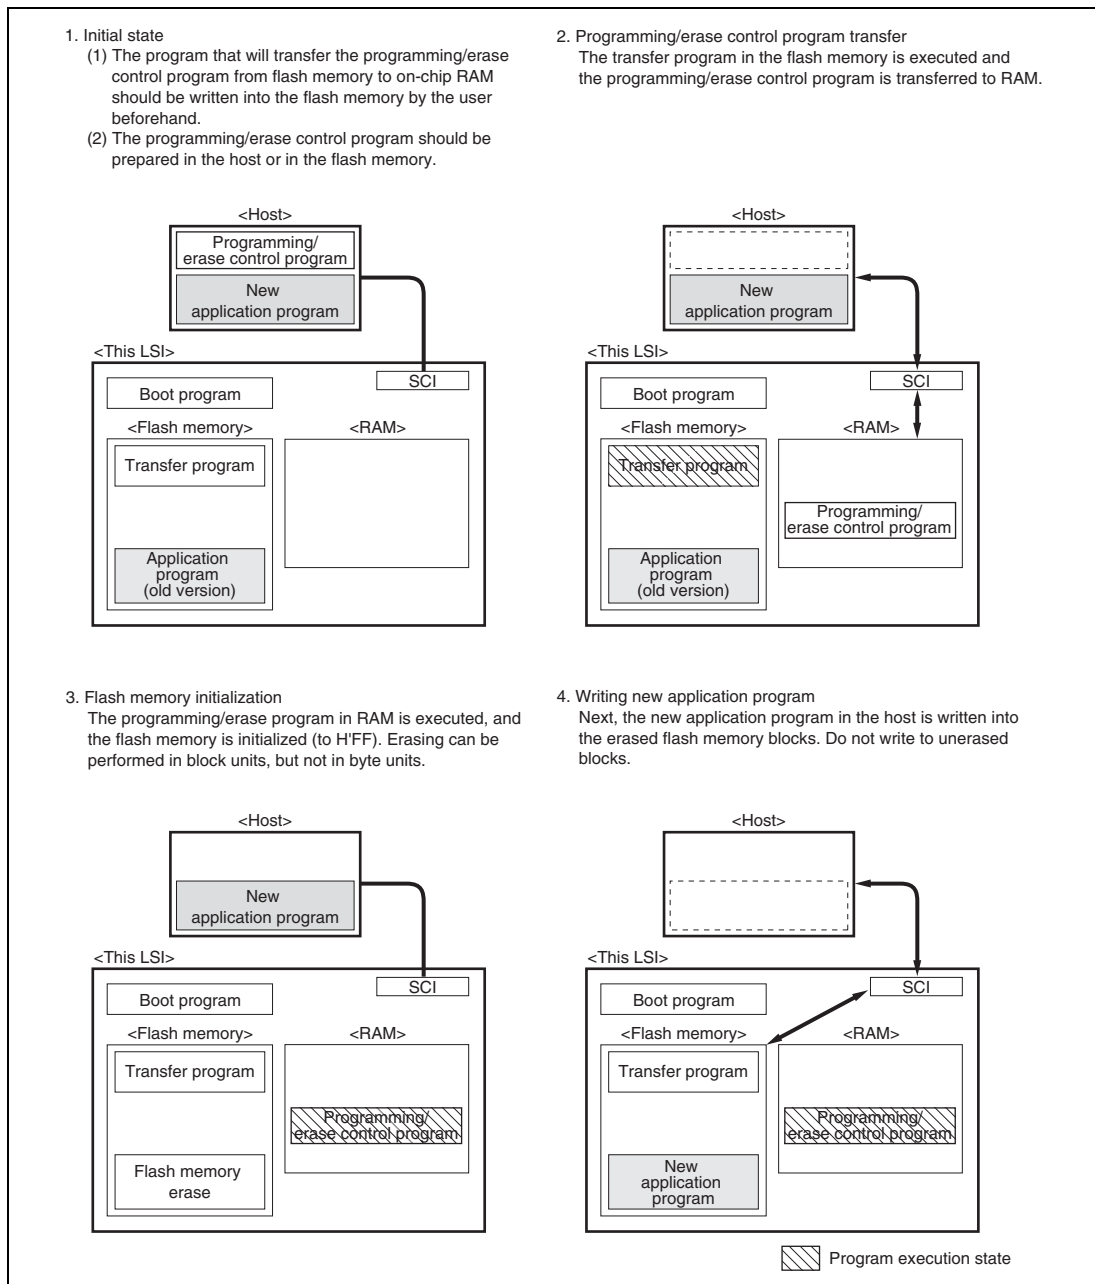 1. Initial state
(1) The program that will transfer the programming/erase
control program from flash memory to on-chip RAM
should be written into the flash memory by the user
beforehand.
(2) The programming/erase control program should be
prepared in the host or in the flash memory.
<Host>
Programming/
erase control program
New
application program
<This LSI>
SCI
Boot program
<Flash memory>
<RAM>
Transfer program
Application
program
(old version)
2. Programming/erase control program transfer
The transfer program in the flash memory is executed and
the programming/erase control program is transferred to RAM.
<Host>
New
application program
<This LSI>
SCI
Boot program
<Flash memory>
<RAM>
Transfer program
Programming/
erase control program
Application
program
(old version)
3. Flash memory initialization
The programming/erase program in RAM is executed, and
the flash memory is initialized (to H'FF). Erasing can be
performed in block units, but not in byte units.
<Host>
New
application program
<This LSI>
SCI
Boot program
<Flash memory>
<RAM>
Transfer program
Programming/
erase control program
Flash memory
erase
4. Writing new application program
Next, the new application program in the host is written into
the erased flash memory blocks. Do not write to unerased
blocks.
<Host>
<This LSI>
SCI
Boot program
<Flash memory>
<RAM>
Transfer program
Programming/
erase control program
New
application
program
Program execution state